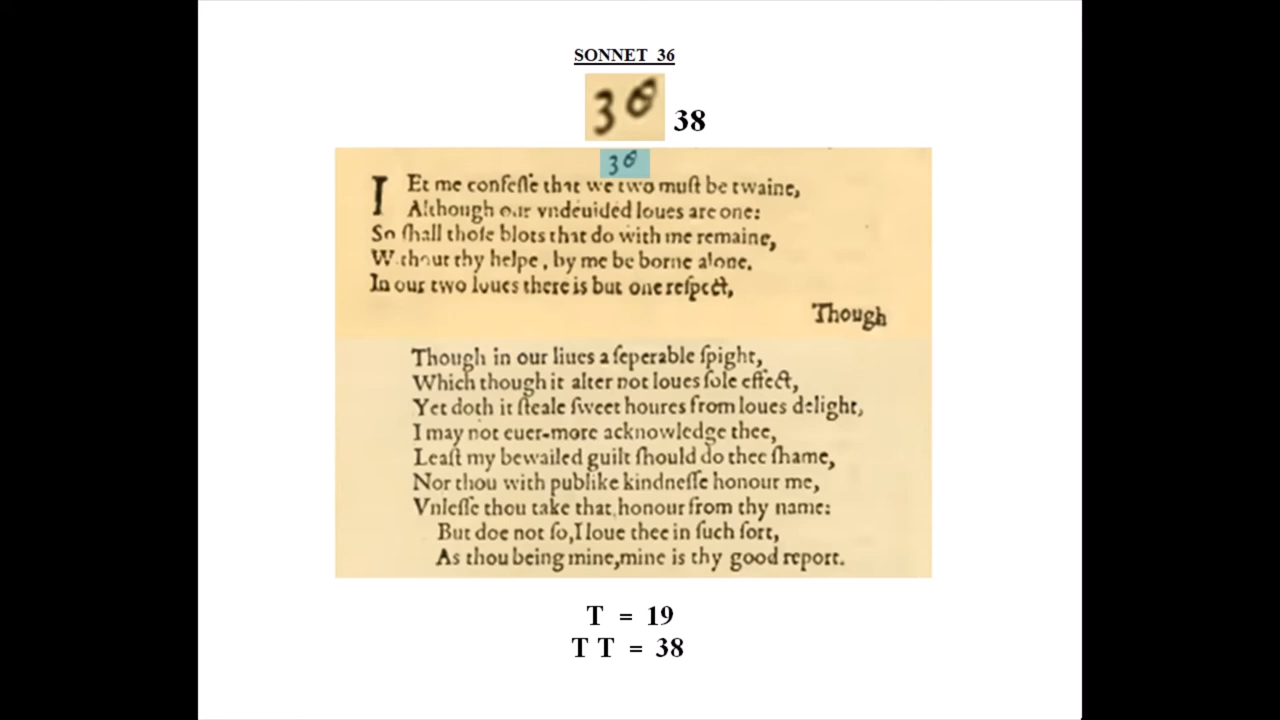 SONNET 36
36 38
36
LEt me confeſſe that we two muſt be twaine,
Although our vndeuided loues are one:
So ſhall thoſe blots that do with me remaine,
Without thy helpe, by me be borne alone.
In our two loues there is but one reſpect,
Though
Though in our liues a ſeperable ſpight,
Which though it alter not loues ſole effect,
Yet doth it ſteale ſweet houres from loues delight,
I may not euer-more acknowledge thee,
Leaſt my bewailed guilt ſhould do thee ſhame,
Nor thou with publike kindneſſe honour me,
Vnleſſe thou take that honour from thy name:
But doe not ſo, I loue thee in ſuch ſort,
As thou being mine, mine is thy good report.
T = 19
T T = 38